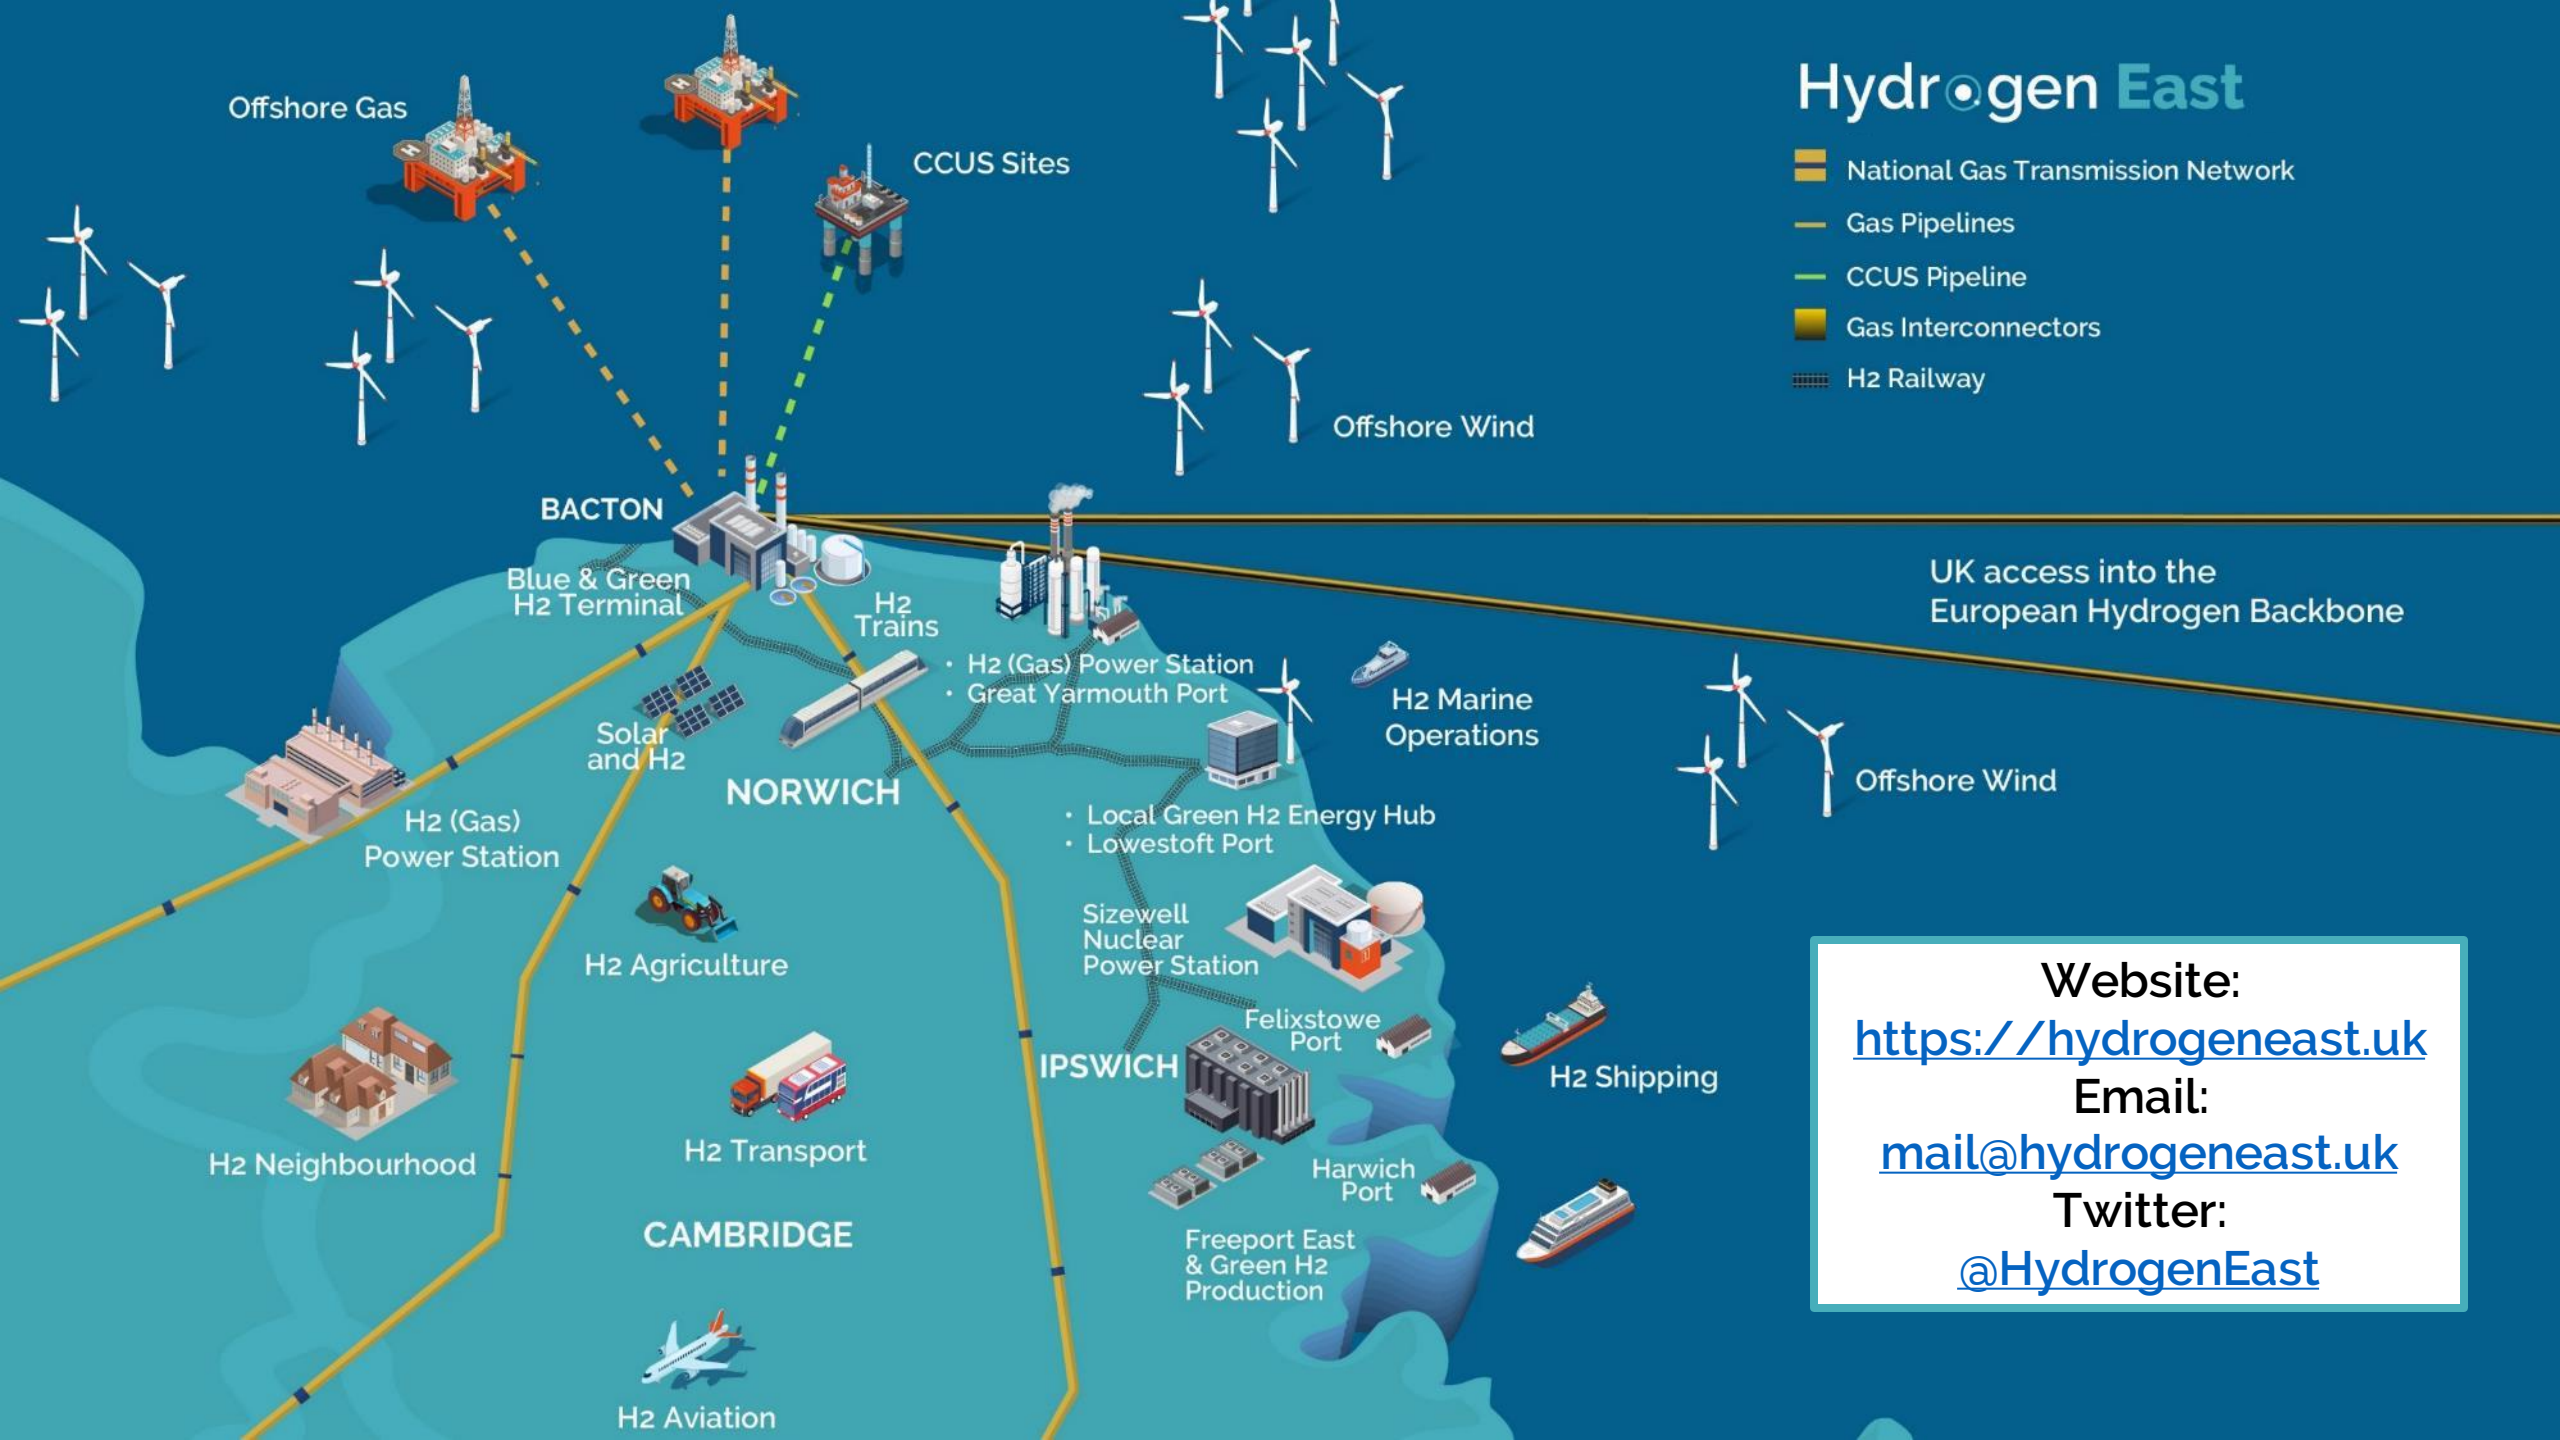 Hydrogen East
National Gas Transmission Network
Gas Pipelines
CCUS Pipeline
Gas Interconnectors
H2 Railway
Offshore Gas
CCUS Sites
Offshore Wind
BACTON
Blue & Green
H2 Terminal
H2
Trains
UK access into the
European Hydrogen Backbone
• H2 (Gas) Power Station
• Great Yarmouth Port
H2 Marine
Operations
Solar
and H2
NORWICH
Offshore Wind
H2 (Gas)
Power Station
• Local Green H2 Energy Hub
• Lowestoft Port
H2 Agriculture
Sizewell
Nuclear
Power Station
Felixstowe
Port
IPSWICH
H2 Shipping
H2 Neighbourhood
H2 Transport
Harwich
Port
CAMBRIDGE
Freeport East
& Green H2
Production
H2 Aviation
Website:
https://hydrogeneast.uk
Email:
mail@hydrogeneast.uk
Twitter:
@HydrogenEast